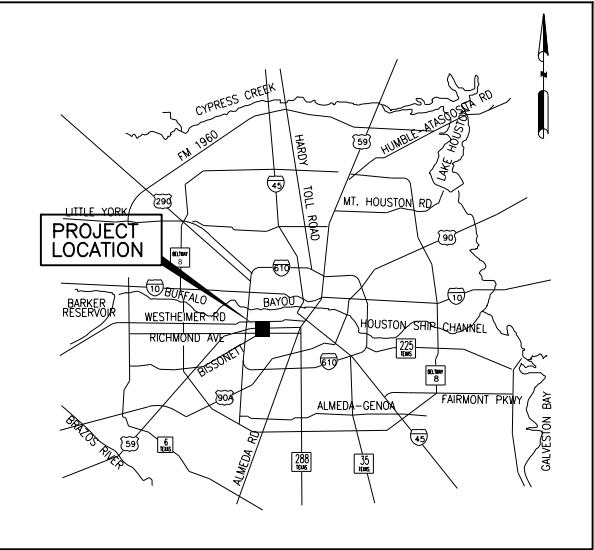 N
CYPRESS CREEK
HUMBLE-ATASCOSITA RD
LAKE HOUSTON
FM 1960
59
HARDY
TOLL ROAD
45
290
MT. HOUSTON RD
LITTLE YORK
90
PROJECT
LOCATION
BELTWAY
8
610
10
BUFFALO
BAYOU
10
BARKER
RESERVOIR
WESTHEIMER RD
HOUSTON SHIP CHANNEL
RICHMOND AVE
BISSONETT
225
TEXAS
610
BELTWAY
8
90A
ALMEDA-GENOA
FAIRMONT PKWY
GALVESTON BAY
BRAZOS RIVER
59
6
TEXAS
ALMEDA RD
288
TEXAS
35
TEXAS
45